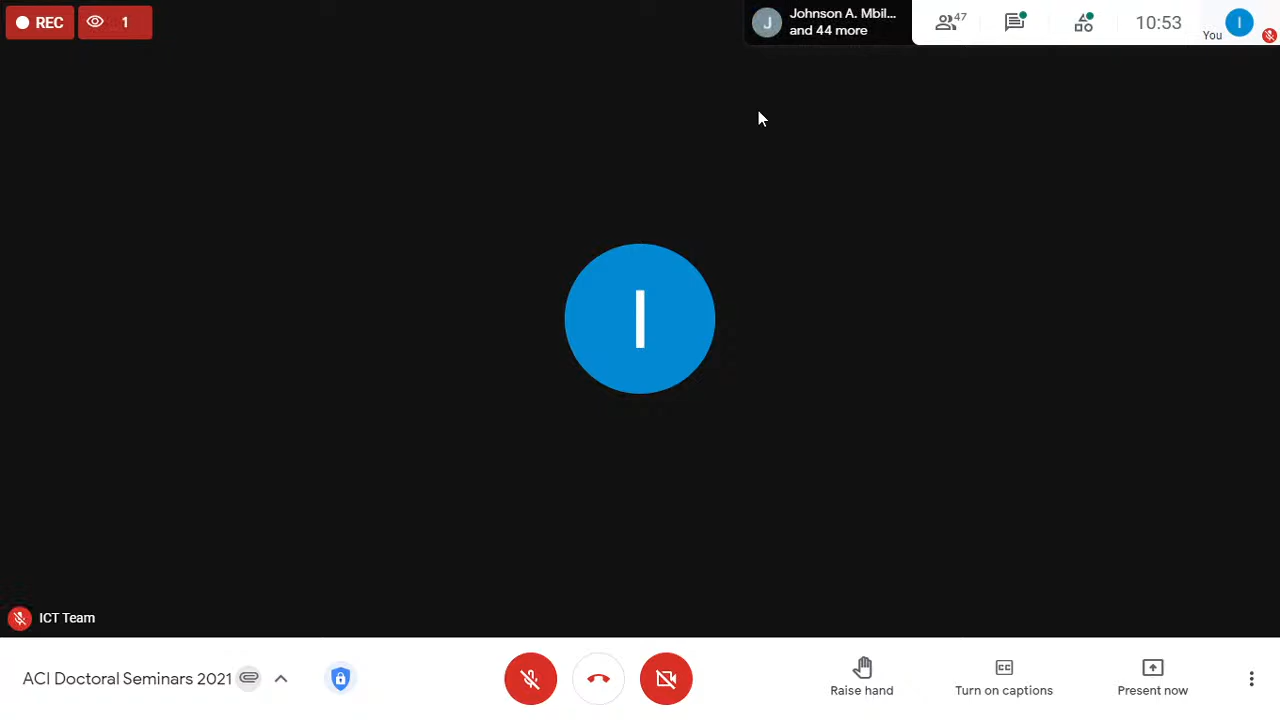 REC
1
J
Johnson A. Mbil...
and 44 more
47
10:53
You
I
I
ICT Team
ACI Doctoral Seminars 2021
Raise hand
CC
Turn on captions
Present now